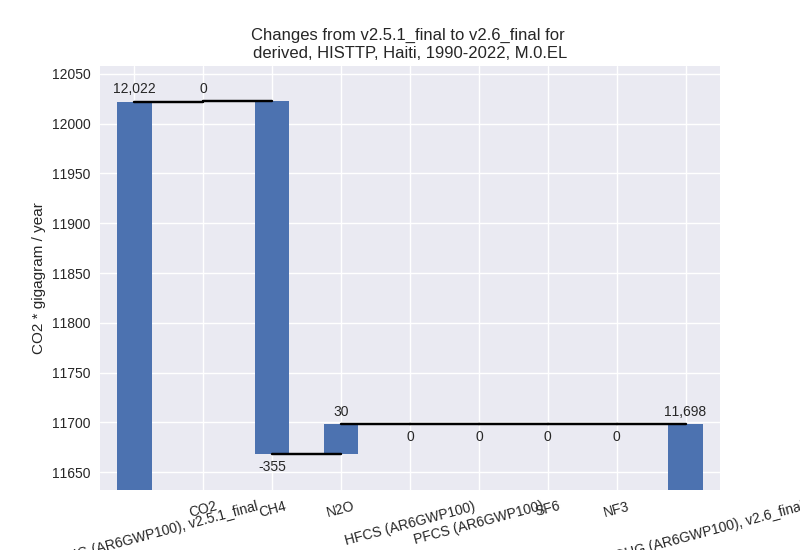 Changes from v2.5.1_final to v2.6_final for
derived, HISTTP, Haiti, 1990-2022, M.0.EL
12050
12,022
0
12000
11950
11900
CO2 * gigagram / year
11850
11800
11750
11700
30
11,698
0
0
0
0
-355
11650
CO2
CH4
N2O
HFCS (AR6GWP100)
PFCS (AR6GWP100)
SF6
NF3
(AR6GWP100), v2.5.1_final
(AR6GWP100), v2.6_final